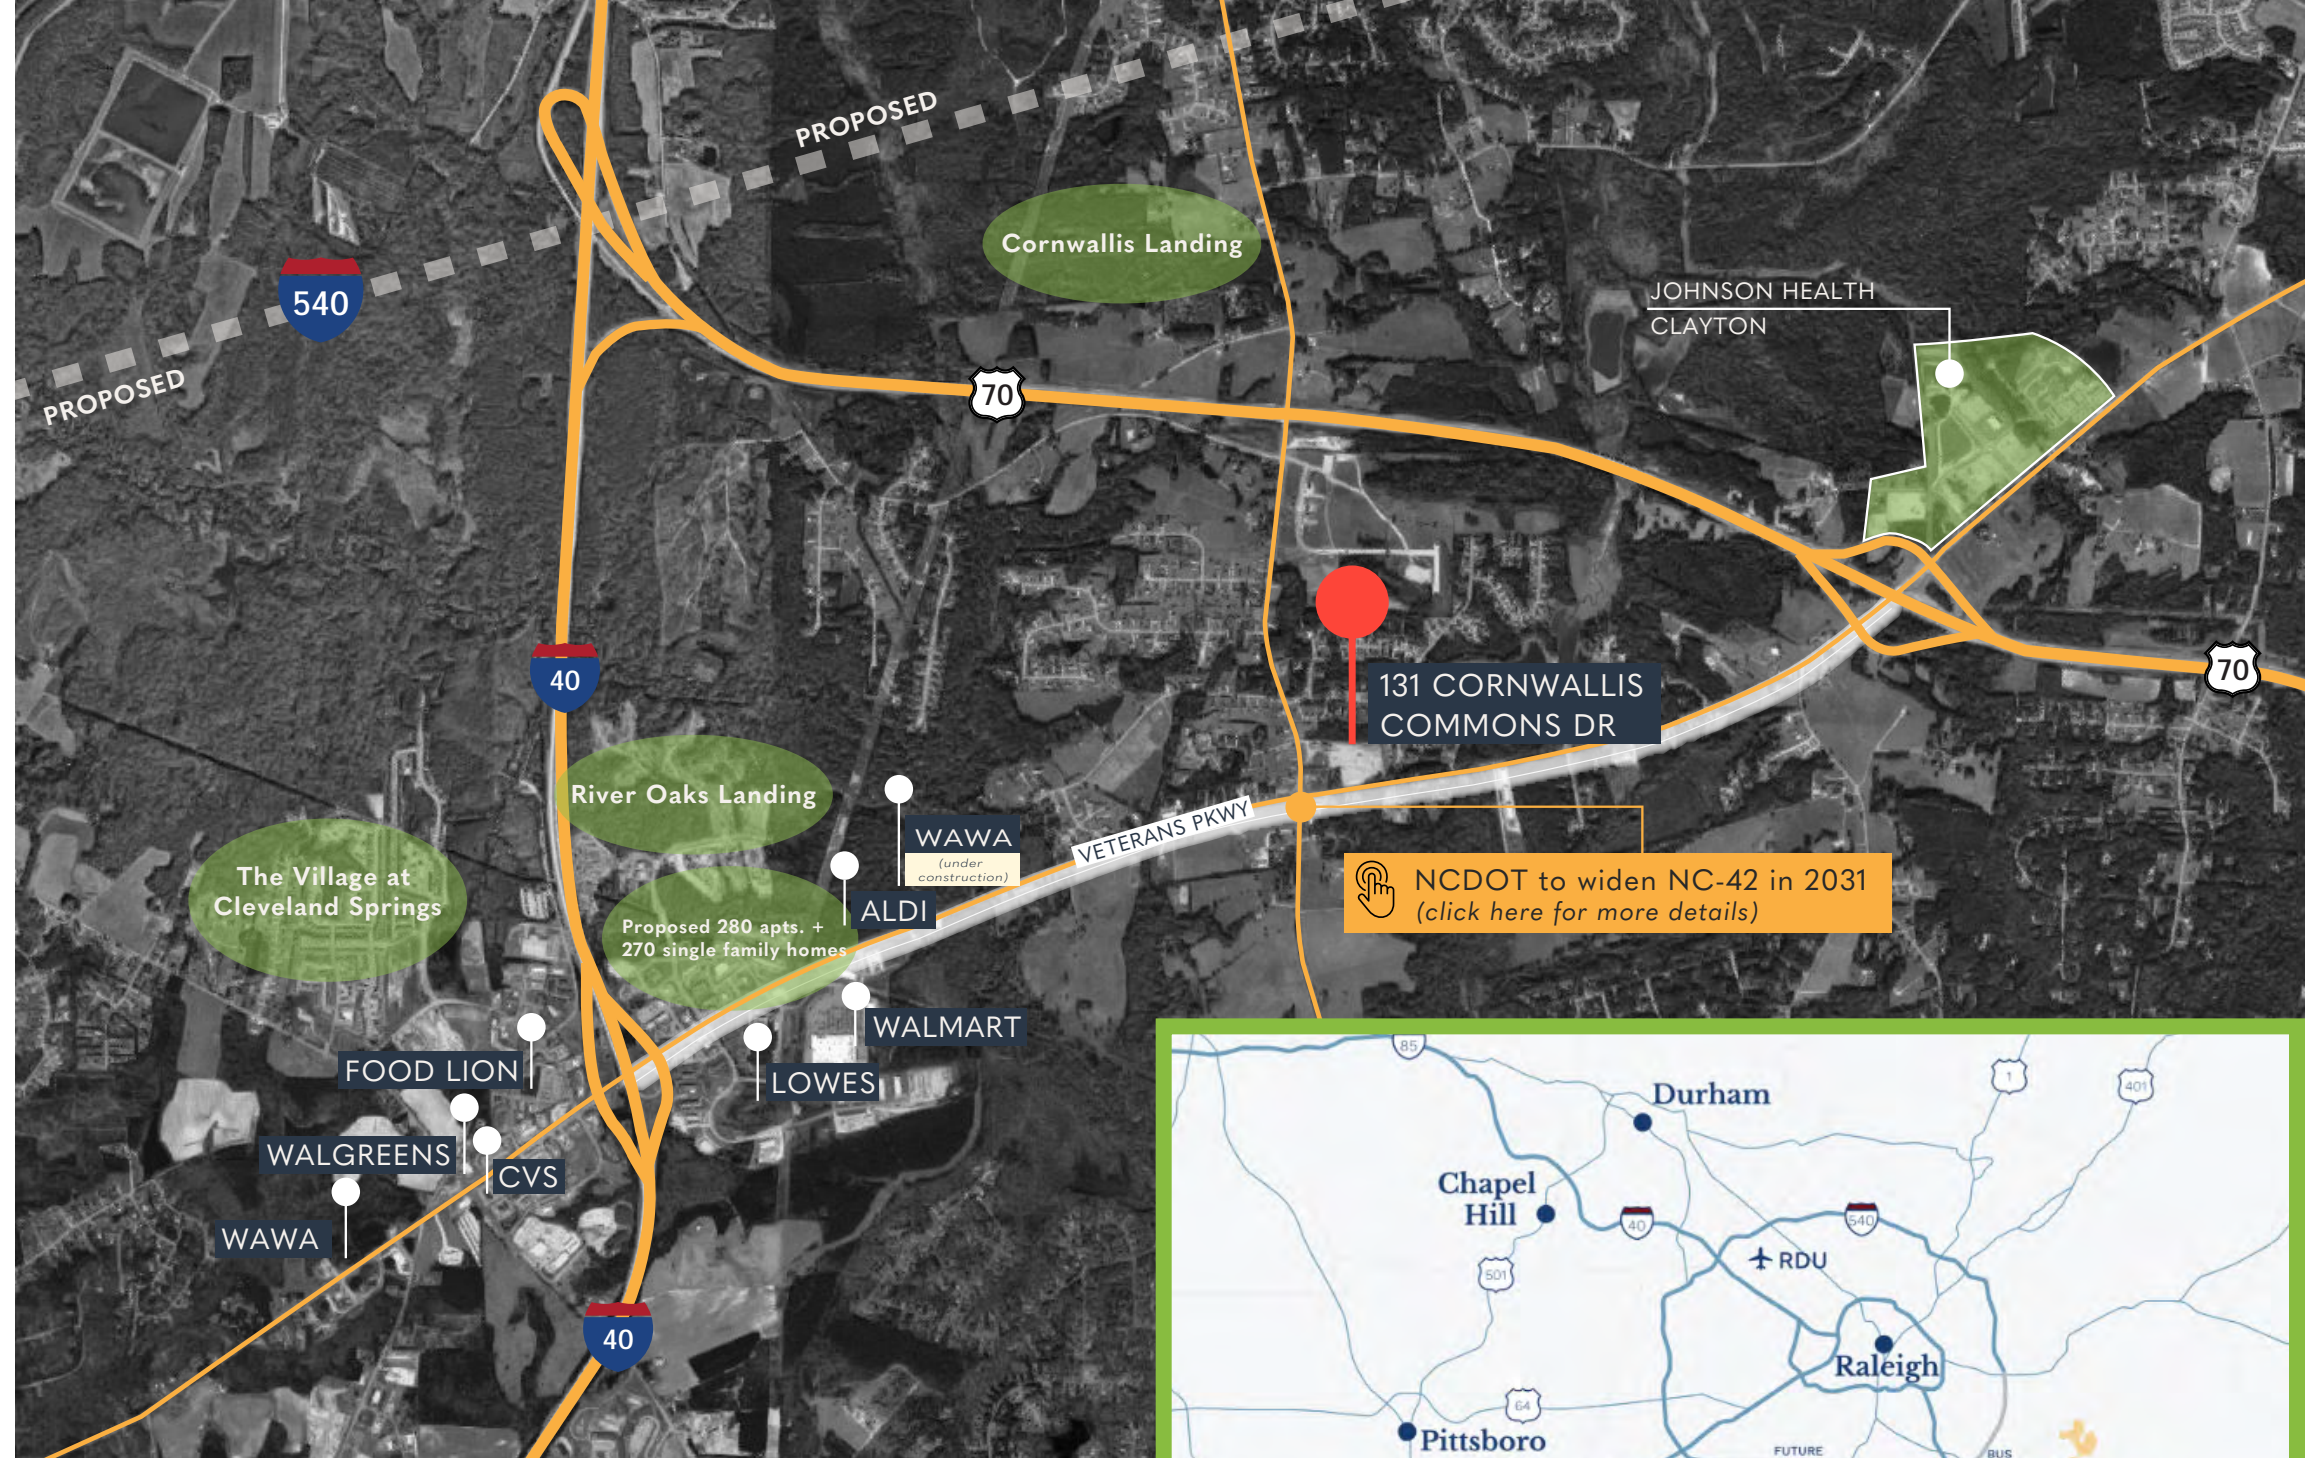 PROPOSED
540
PROPOSED
Cornwallis Landing
JOHNSON HEALTH
CLAYTON
70
40
131 CORNWALLIS
COMMONS DR
70
River Oaks Landing
WAWA
(under
construction)
VETERANS PKWY
The Village at
Cleveland Springs
ALDI
Proposed 280 apts. +
270 single family homes
NCDOT to widen NC-42 in 2031
(click here for more details)
WALMART
FOOD LION
LOWES
WALGREENS
CVS
WAWA
40
85
Durham
1
401
Chapel
Hill
40
540
RDU
501
Raleigh
64
Pittsboro
FUTURE
BUS